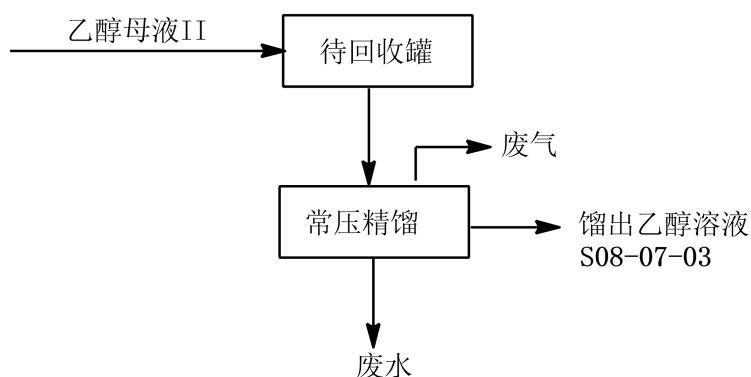 乙醇母液II
待回收罐
废气
常压精馏
馏出乙醇溶液
S08-07-03
废水